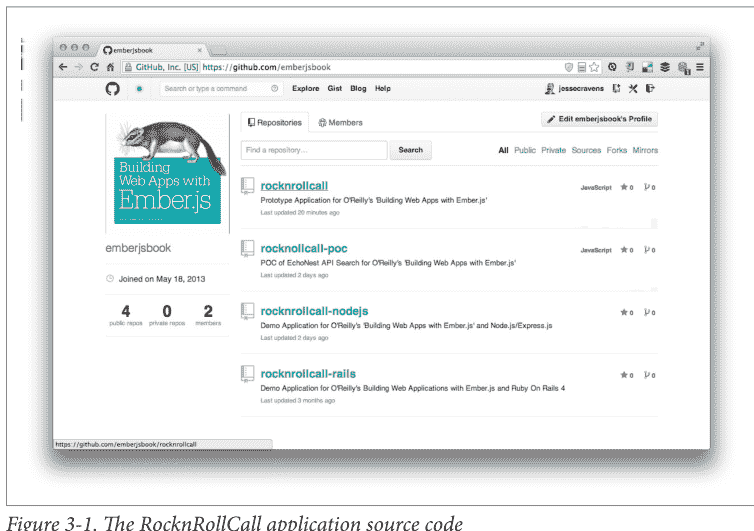 emberjsbook
GitHub, Inc. [US] https://github.com/emberjsbook
Search or type a command Explore Gist Blog Help jessecravens
Building
Web Apps with
Ember.js
emberjsbook
Joined on May 18, 2013
4 0 2
public repos private repos members
Repositories Members Edit emberjsbook's Profile
Find a repository... Search All Public Private Sources Forks Mirrors
rocknrollcall JavaScript 0 0
Prototype Application for O'Reilly's 'Building Web Apps with Ember.js'
Last updated 20 minutes ago
rocknollcall-poc JavaScript 0 0
POC of EchoNest API Search for O'Reilly's 'Building Web Apps with Ember.js'
Last updated 2 days ago
rocknrollcall-nodejs 0 0
Demo Application for O'Reilly's 'Building Web Apps with Ember.js' and Node.js/Express.js
Last updated 2 days ago
rocknrollcall-rails 0 0
Demo Application for O'Reilly's Building Web Applications with Ember.js and Ruby On Rails 4
Last updated 3 months ago
https://github.com/emberjsbook/rocknrollcall
Figure 3-1. The RocknRollCall application source code